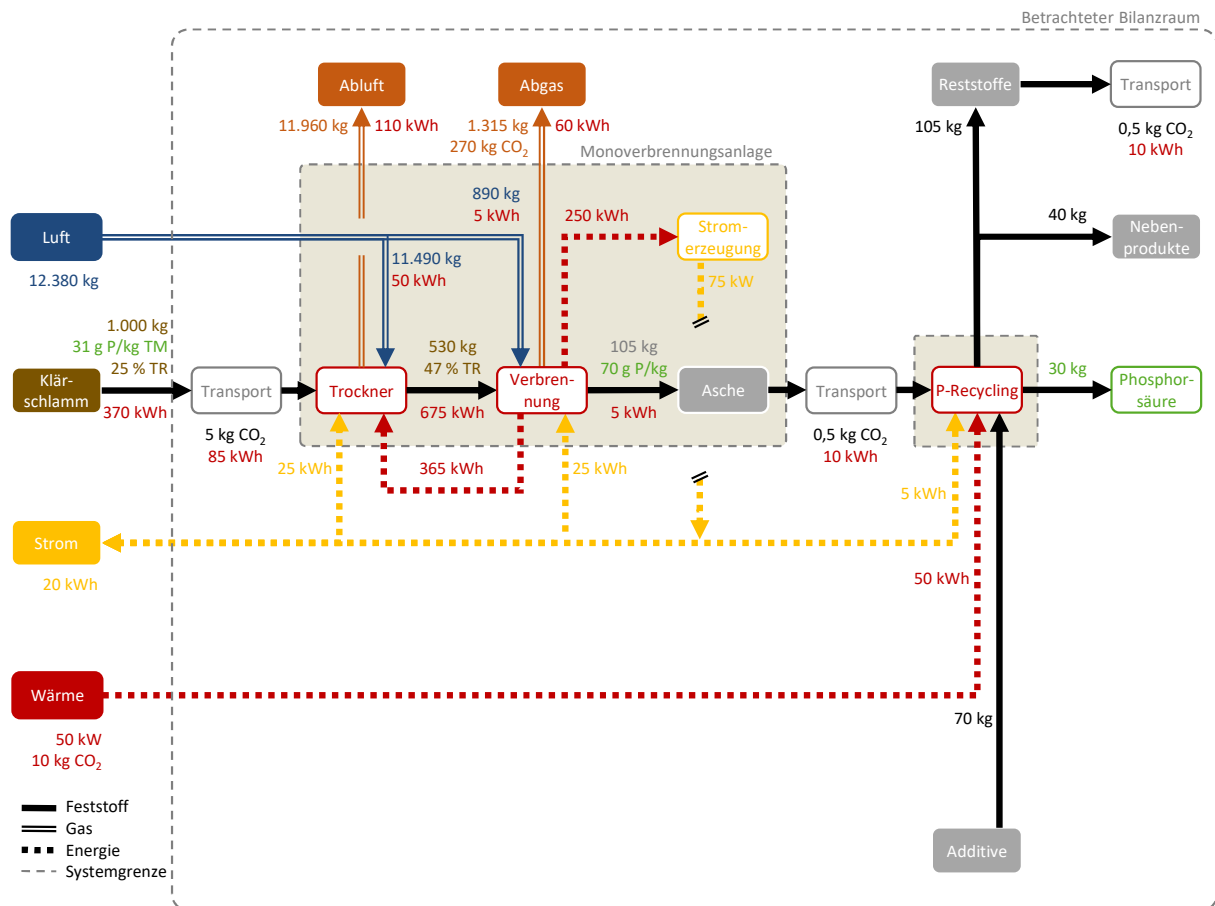 Betrachteter Bilanzraum
Abluft
Abgas
Reststoffe
Transport
11.960 kg
110 kWh
1.315 kg
60 kWh
270 kg CO₂
105 kg
0,5 kg CO₂
10 kWh
Monoverbrennungsanlage
890 kg
5 kWh
250 kWh
Strom-
erzeugung
40 kg
Neben-
produkte
Luft
12.380 kg
11.490 kg
50 kWh
75 kW
1.000 kg
31 g P/kg TM
25 % TR
530 kg
47 % TR
105 kg
70 g P/kg
30 kg
Klär-
schlamm
370 kWh
Transport
Trockner
675 kWh
Verbren-
nung
5 kWh
Asche
Transport
P-Recycling
Phosphor-
säure
5 kg CO₂
85 kWh
0,5 kg CO₂
10 kWh
25 kWh
365 kWh
25 kWh
5 kWh
Strom
20 kWh
50 kWh
Wärme
50 kW
10 kg CO₂
70 kg
Feststoff
Gas
Energie
Systemgrenze
Additive